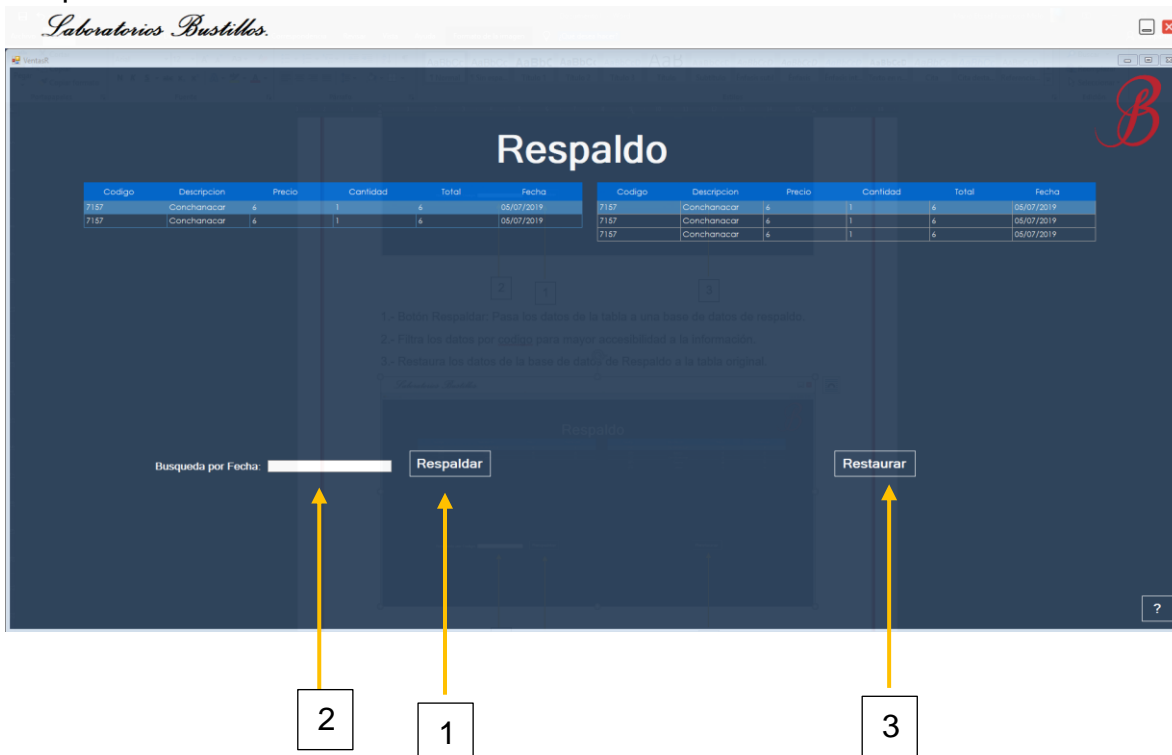 Laboratorios Bustillos.
VentasR
B
Respaldo
Codigo Descripcion Precio Cantidad Total Fecha
7157 Conchanacar 6 1 6 05/07/2019
7157 Conchanacar 6 1 6 05/07/2019
Codigo Descripcion Precio Cantidad Total Fecha
7157 Conchanacar 6 1 6 05/07/2019
7157 Conchanacar 6 1 6 05/07/2019
7157 Conchanacar 6 1 6 05/07/2019
2 1 3
1.- Botón Respaldar: Pasa los datos de la table a una base de datos de respaldo.
2.- Filtra los datos por codigo para mayor accesibilidad a la información.
3.- Restaura los datos de la base de datos de Respaldo a la tabla original.
Laboratorios Bustillos.
Respaldo
Busqueda por Fecha:
Respaldar
Restaurar
?
2
1
3